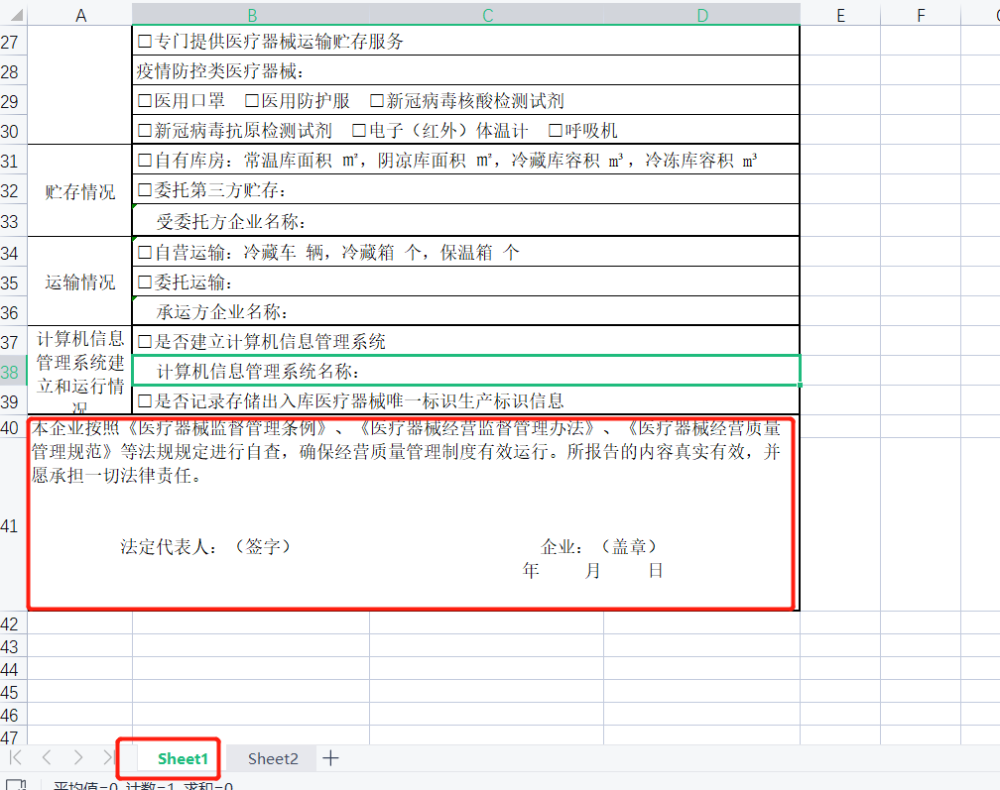 A B C D E F
27 □专门提供医疗器械运输贮存服务
28 疫情防控类医疗器械：
29 □医用口罩 □医用防护服 □新冠病毒核酸检测试剂
30 □新冠病毒抗原检测试剂 □电子（红外）体温计 □呼吸机
31 □自有库房：常温库面积 ㎡，阴凉库面积 ㎡，冷藏库容积 m³，冷冻库容积 m³
32 贮存情况 □委托第三方贮存：
33 受委托方企业名称：
34 □自营运输：冷藏车 辆，冷藏箱 个，保温箱 个
35 运输情况 □委托运输：
36 承运方企业名称：
37 计算机信息 □是否建立计算机信息管理系统
管理系统建
38 计算机信息管理系统名称：
立和运行情
39 况 □是否记录存储出入库医疗器械唯一标识生产标识信息
40 本企业按照《医疗器械监督管理条例》、《医疗器械经营监督管理办法》、《医疗器械经营质量
管理规范》等法规规定进行自查，确保经营质量管理制度有效运行。所报告的内容真实有效，并
愿承担一切法律责任。
41
法定代表人：（签字） 企业：（盖章）
年 月 日
42
43
44
45
46
47
Sheet1 Sheet2 +
平均值=0 计数=1 求和=0